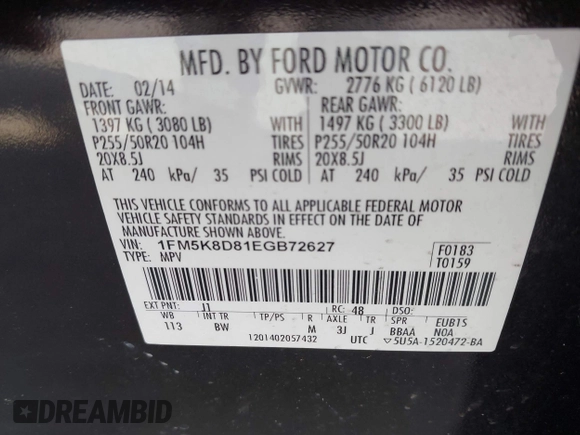 MFD. BY FORD MOTOR CO.
DATE: 02/14 GVWR: 2776 KG ( 6120 LB)
FRONT GAWR: REAR GAWR:
1397 KG ( 3080 LB) WITH 1497 KG ( 3300 LB) WITH
P255/50R20 104H TIRES P255/50R20 104H TIRES
20X8.5J RIMS 20X8.5J RIMS
AT 240 kPa/ 35 PSI COLD AT 240 kPa/ 35 PSI COLD
THIS VEHICLE CONFORMS TO ALL APPLICABLE FEDERAL MOTOR
VEHICLE SAFETY STANDARDS IN EFFECT ON THE DATE OF
MANUFACTURE SHOWN ABOVE.
VIN: 1FM5K8D81EGB72627 F0183
TYPE: MPV T0159
EXT PNT: J1 RC: 48 DSO:
WB INT TR TP/PS R AXLE TR SPR EUB1S
113 BW M 3J J BBAA N0A
1201402057432 UTC ▽5U5A-1520472-BA
DREAMBID